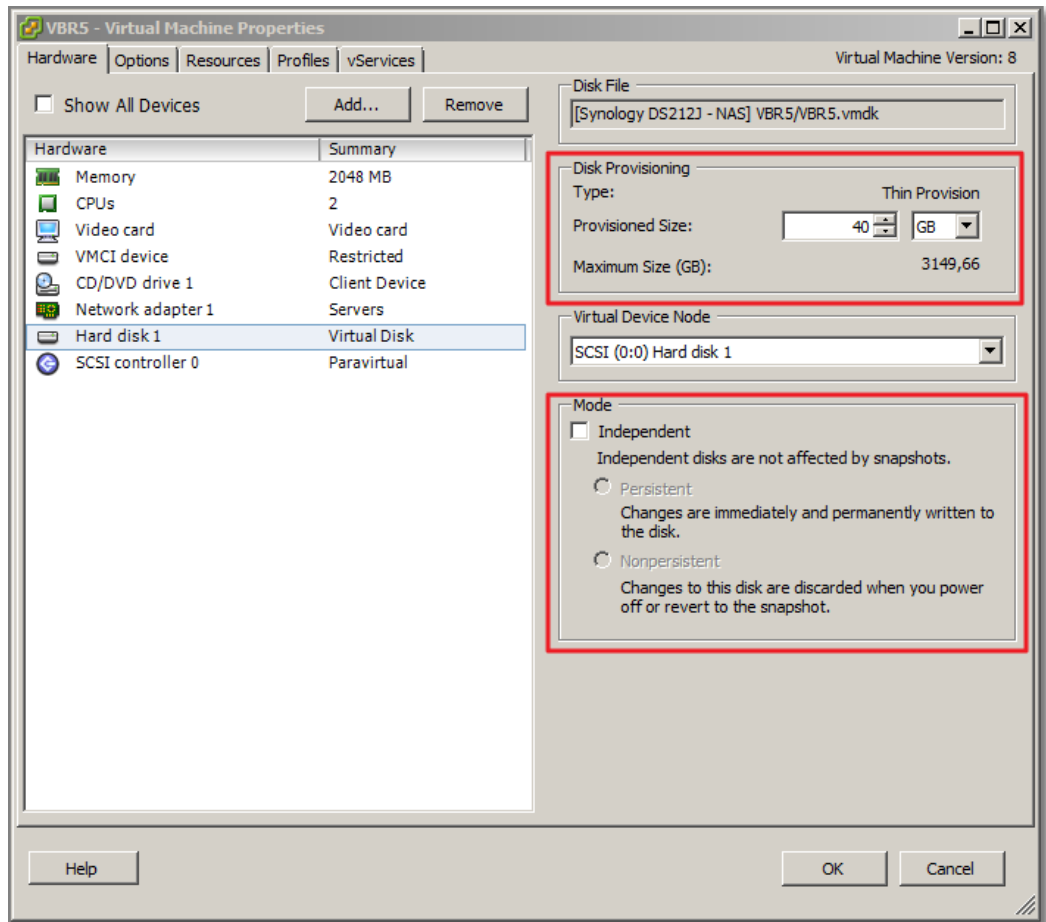 VBR5 - Virtual Machine Properties
Hardware Options Resources Profiles vServices Virtual Machine Version: 8
Show All Devices Add... Remove
Hardware Summary
Memory 2048 MB
CPUs 2
Video card Video card
VMCI device Restricted
CD/DVD drive 1 Client Device
Network adapter 1 Servers
Hard disk 1 Virtual Disk
SCSI controller 0 Paravirtual
Disk File
[Synology DS212J - NAS] VBR5/VBR5.vmdk
Disk Provisioning
Type: Thin Provision
Provisioned Size: 40 GB
Maximum Size (GB): 3149,66
Virtual Device Node
SCSI (0:0) Hard disk 1
Mode
Independent
Independent disks are not affected by snapshots.
Persistent
Changes are immediately and permanently written to
the disk.
Nonpersistent
Changes to this disk are discarded when you power
off or revert to the snapshot.
Help OK Cancel